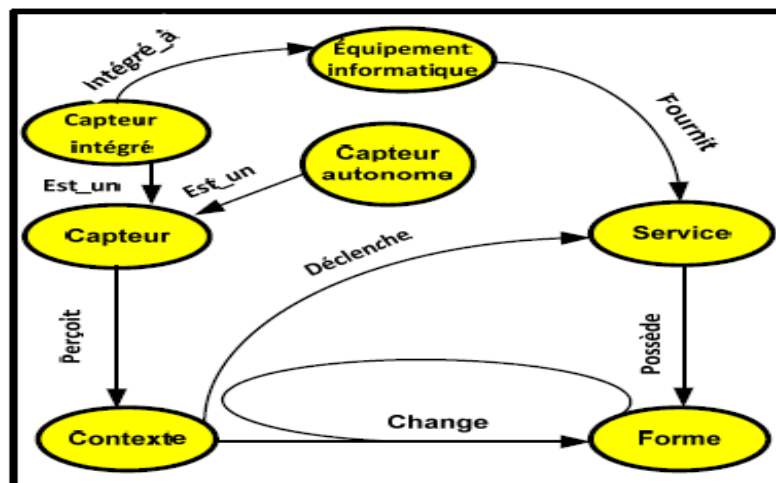 Intégré_à
Équipement
informatique
Fournit
Capteur
intégré
Capteur
autonome
Est_un
Est_un
Capteur
Service
Déclenche
Perçoit
Possède
Contexte
Change
Forme